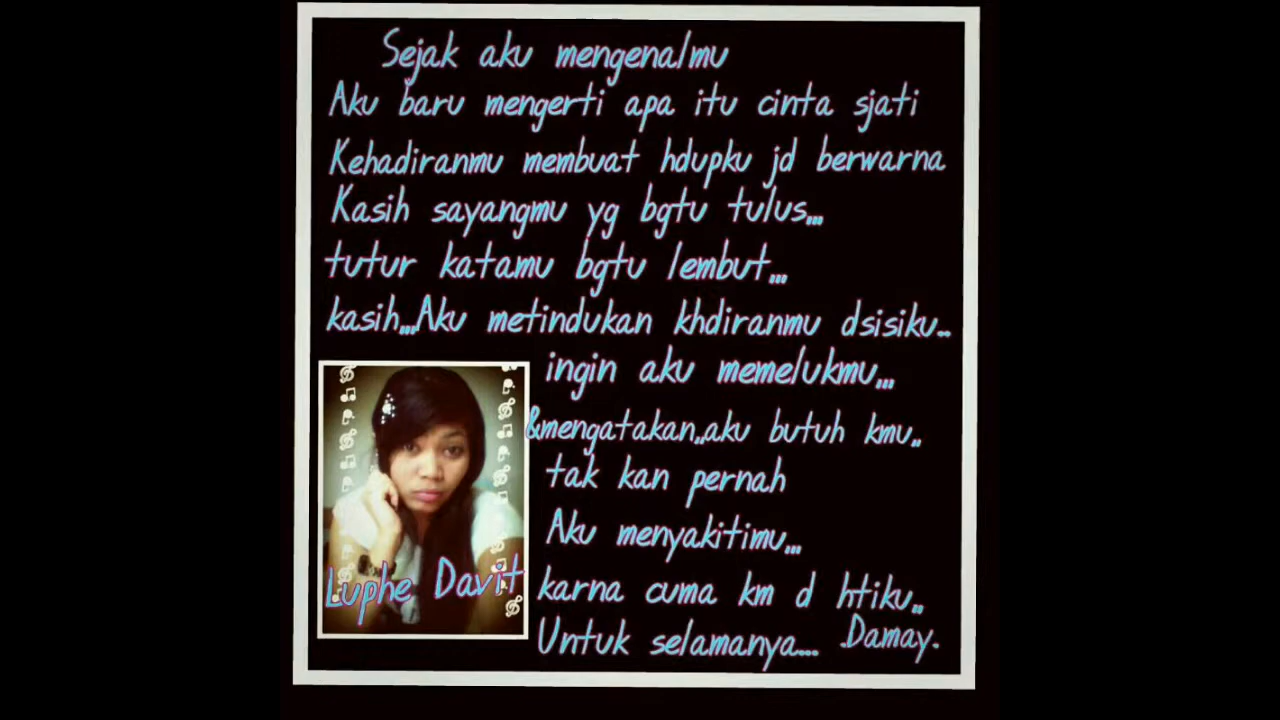 Sejak aku mengenalmu
Aku baru mengerti apa itu cinta sjati
Kehadiranmu membuat hdupku jd berwarna
Kasih sayangmu yg bgtu tulus,,,
tutur katamu bgtu lembut,,,
kasih,,,Aku metindukan khdiranmu dsisiku..
ingin aku memelukmu,,,
&mengatakan,,aku butuh kmu,,
tak kan pernah
Aku menyakitimu,,,
karna cuma km d htiku,,
Untuk selamanya.... .Damay.
Luphe Davit